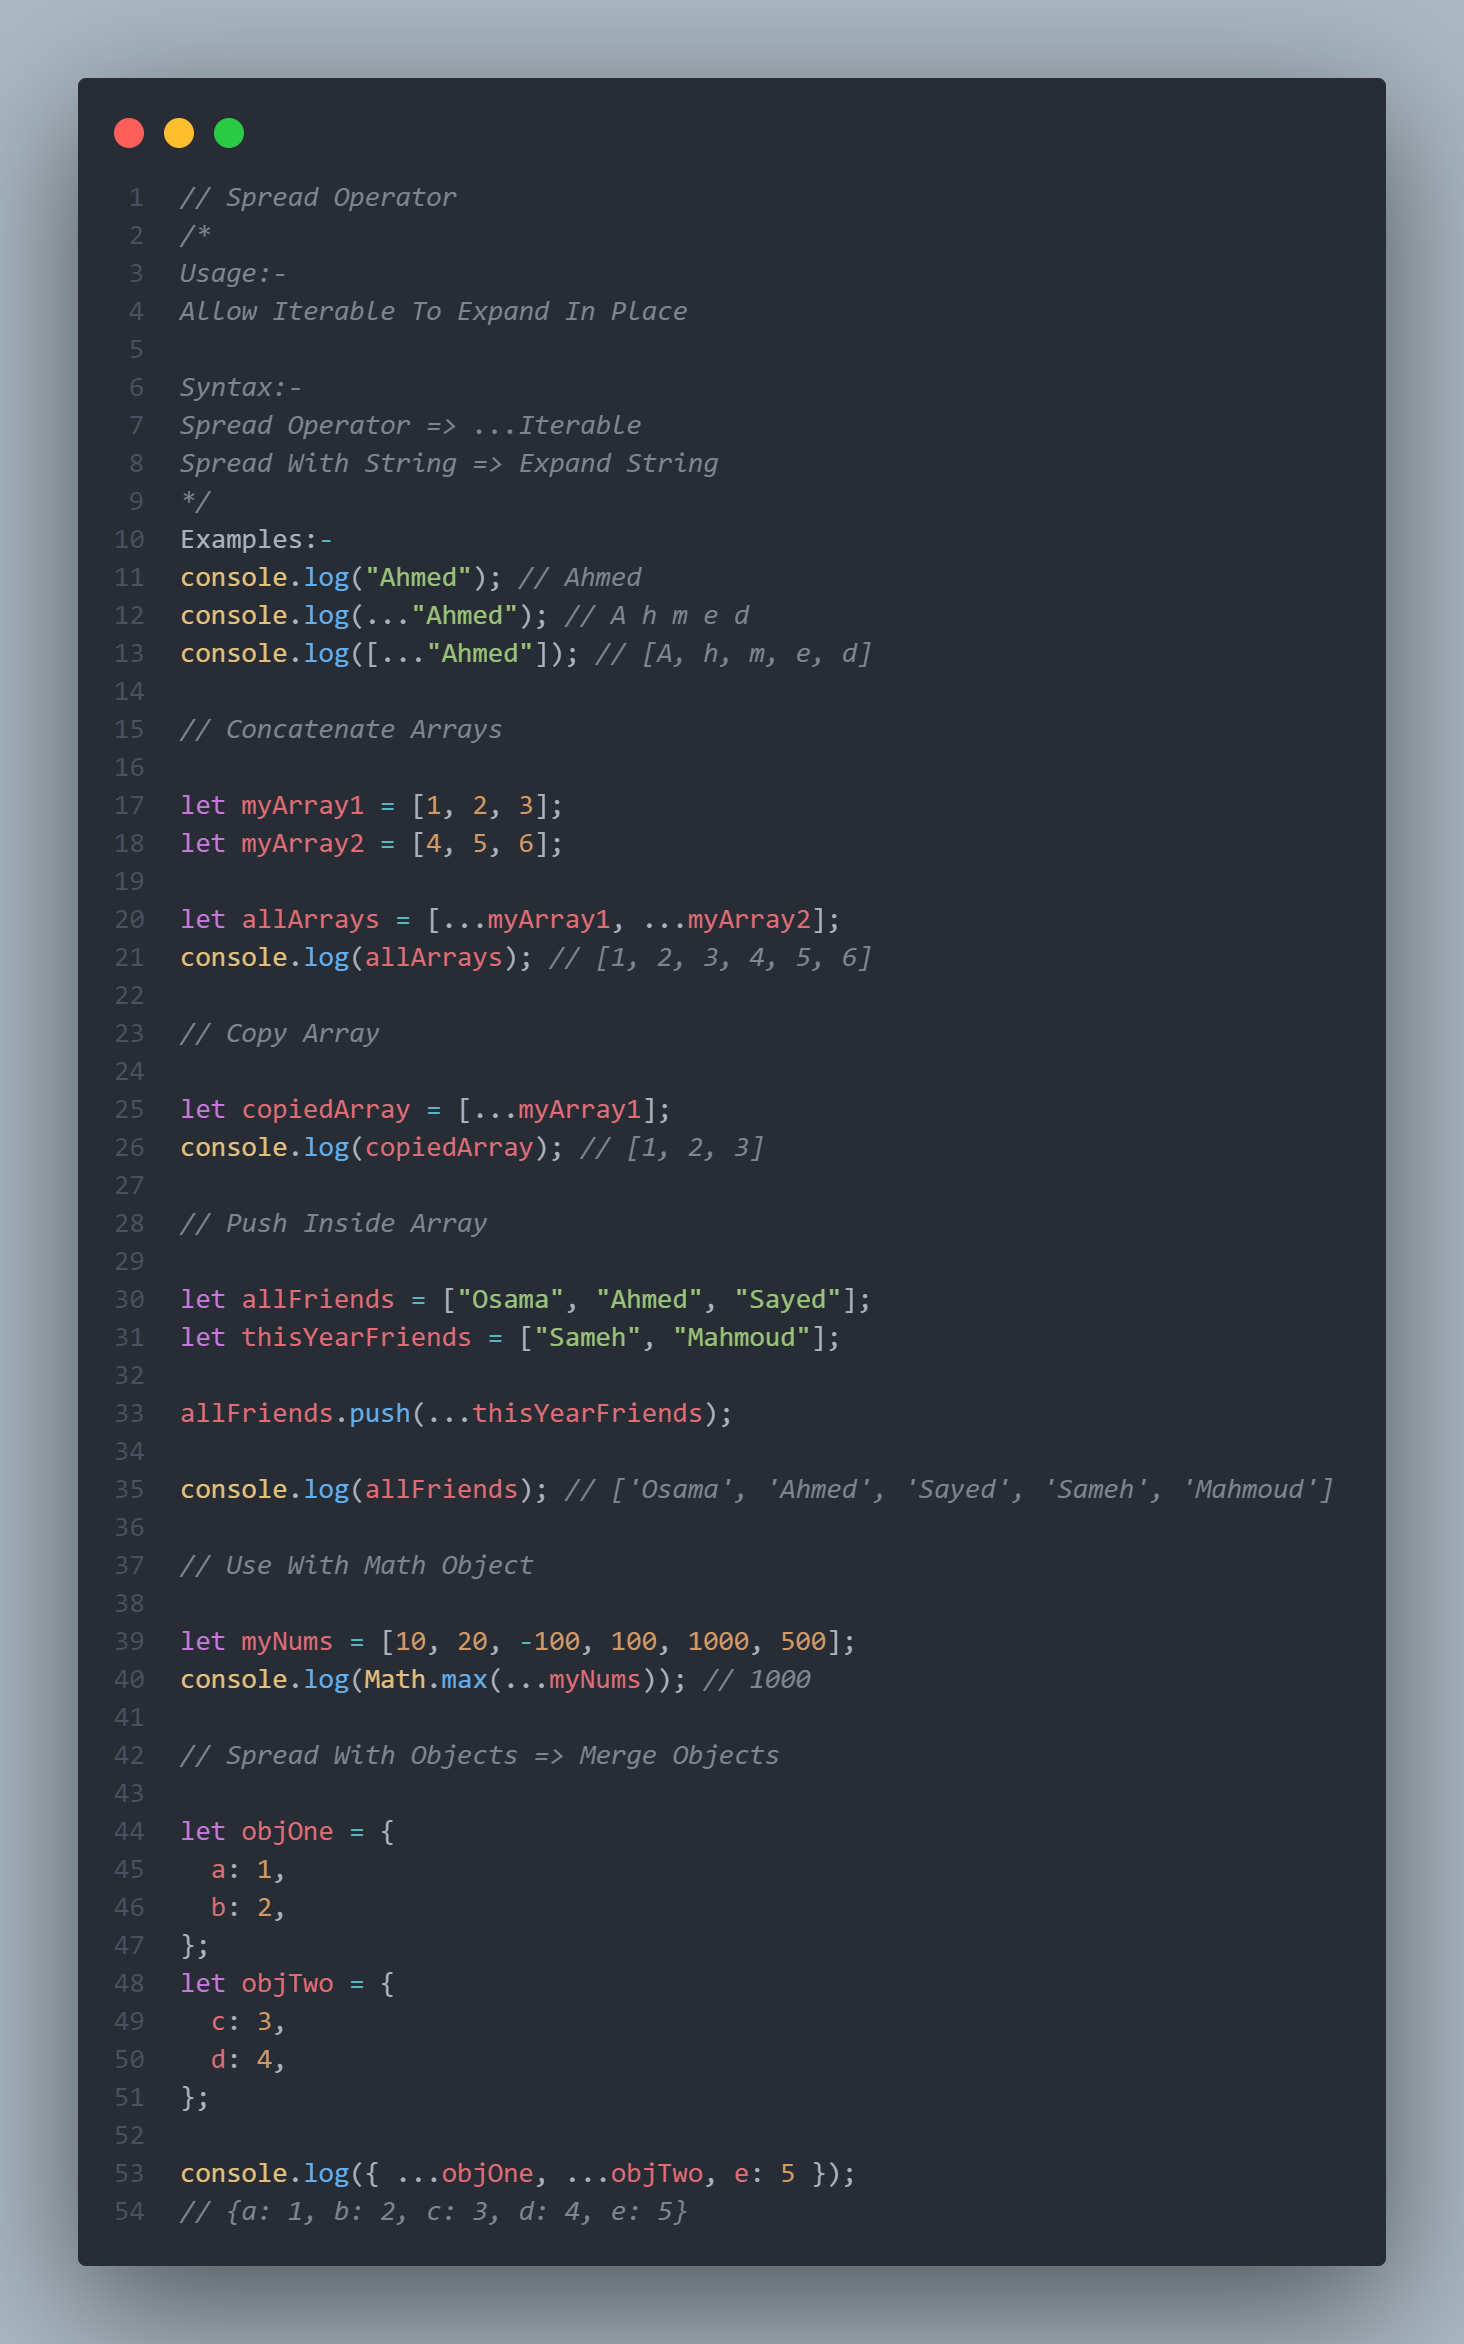 1 // Spread Operator
2 /*
3 Usage:-
4 Allow Iterable To Expand In Place
5
6 Syntax:-
7 Spread Operator => ...Iterable
8 Spread With String => Expand String
9 */
10 Examples:-
11 console.log("Ahmed"); // Ahmed
12 console.log(..."Ahmed"); // A h m e d
13 console.log([..."Ahmed"]); // [A, h, m, e, d]
14
15 // Concatenate Arrays
16
17 let myArray1 = [1, 2, 3];
18 let myArray2 = [4, 5, 6];
19
20 let allArrays = [...myArray1, ...myArray2];
21 console.log(allArrays); // [1, 2, 3, 4, 5, 6]
22
23 // Copy Array
24
25 let copiedArray = [...myArray1];
26 console.log(copiedArray); // [1, 2, 3]
27
28 // Push Inside Array
29
30 let allFriends = ["Osama", "Ahmed", "Sayed"];
31 let thisYearFriends = ["Sameh", "Mahmoud"];
32
33 allFriends.push(...thisYearFriends);
34
35 console.log(allFriends); // ['Osama', 'Ahmed', 'Sayed', 'Sameh', 'Mahmoud']
36
37 // Use With Math Object
38
39 let myNums = [10, 20, -100, 100, 1000, 500];
40 console.log(Math.max(...myNums)); // 1000
41
42 // Spread With Objects => Merge Objects
43
44 let objOne = {
45   a: 1,
46   b: 2,
47 };
48 let objTwo = {
49   c: 3,
50   d: 4,
51 };
52
53 console.log({ ...objOne, ...objTwo, e: 5 });
54 // {a: 1, b: 2, c: 3, d: 4, e: 5}